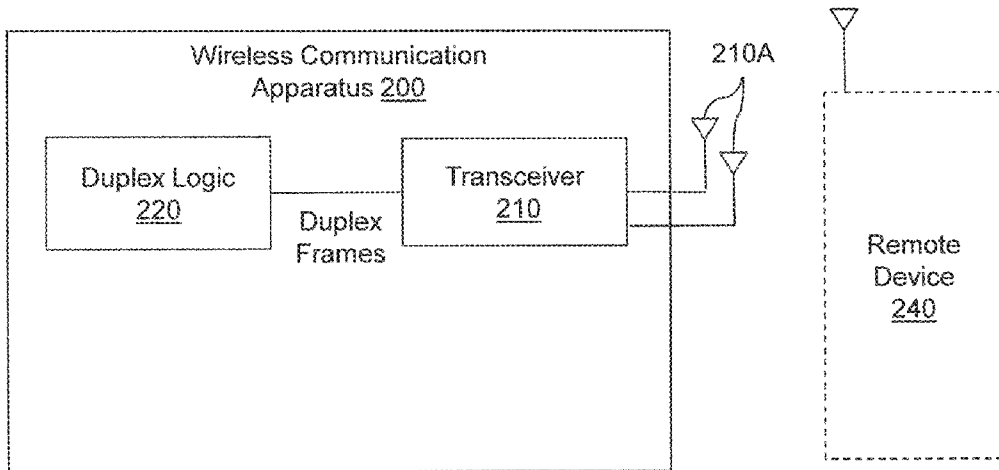 Wireless Communication
Apparatus 200
210A
Duplex Logic
220
Transceiver
210
Duplex
Frames
Remote
Device
240